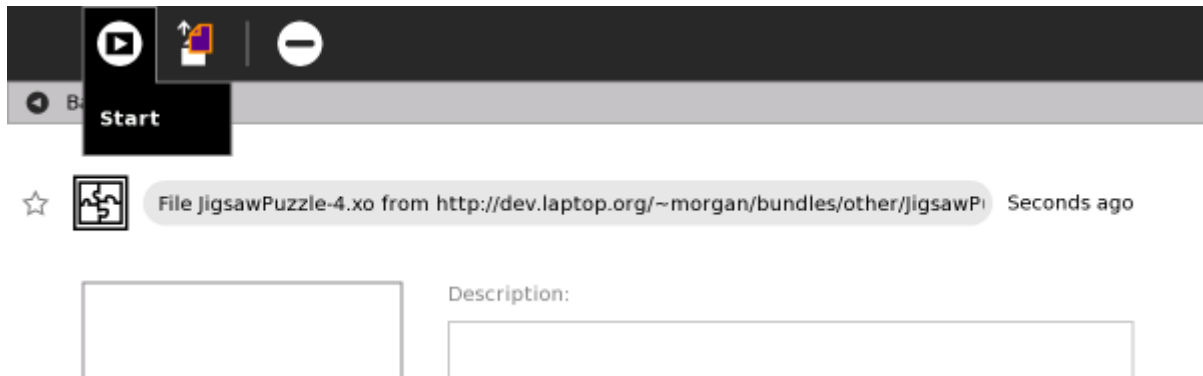 Start
File JigsawPuzzle-4.xo from http://dev.laptop.org/~morgan/bundles/other/JigsawP
Seconds ago
Description: